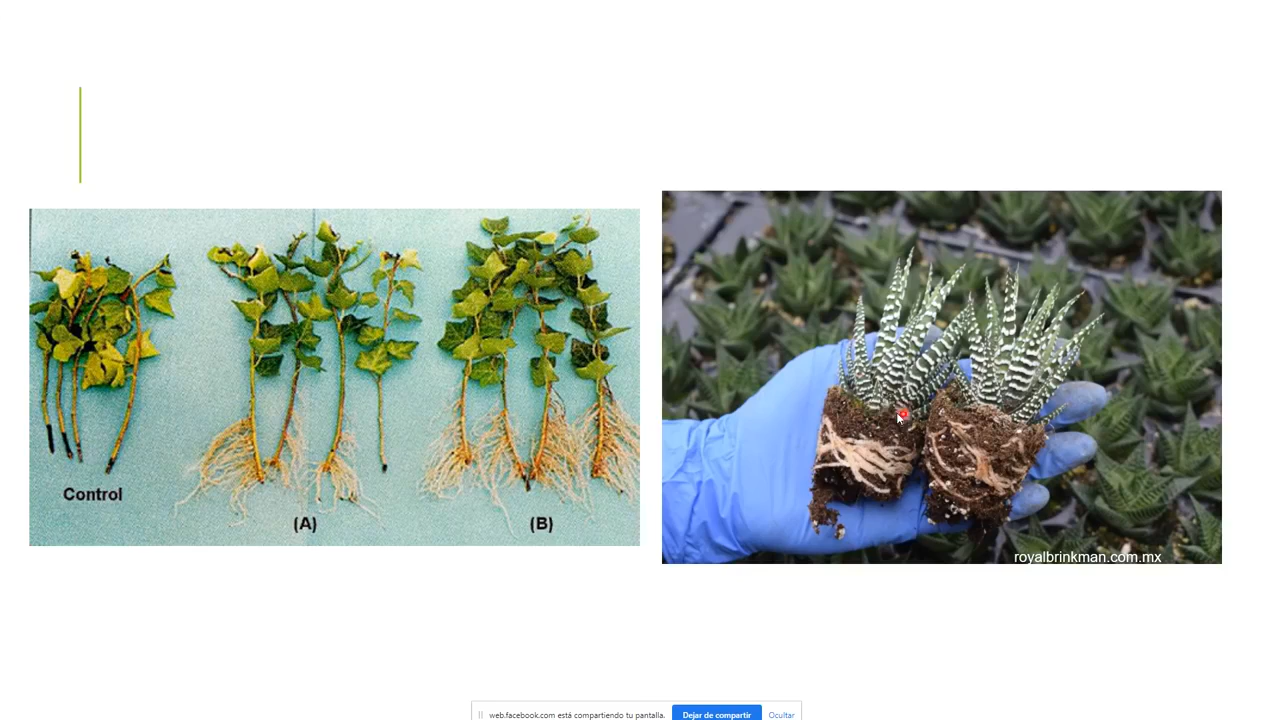 Control
(A)
(B)
royalbrinkman.com.mx
web.facebook.com está compartiendo tu pantalla.
Dejar de compartir
Ocultar